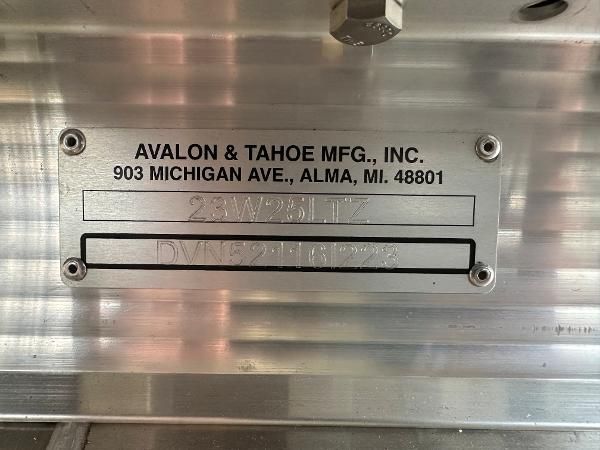 AVALON & TAHOE MFG., INC.
903 MICHIGAN AVE., ALMA, MI. 48801
23W25LTZ
DVN52116I223